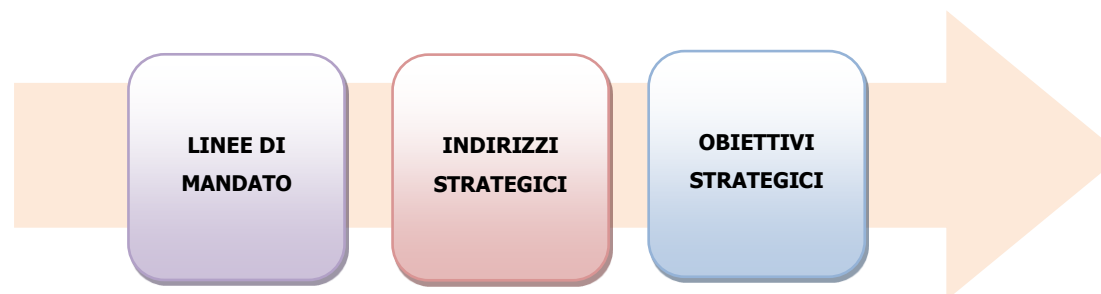 LINEE DI
MANDATO
INDIRIZZI
STRATEGICI
OBIETTIVI
STRATEGICI